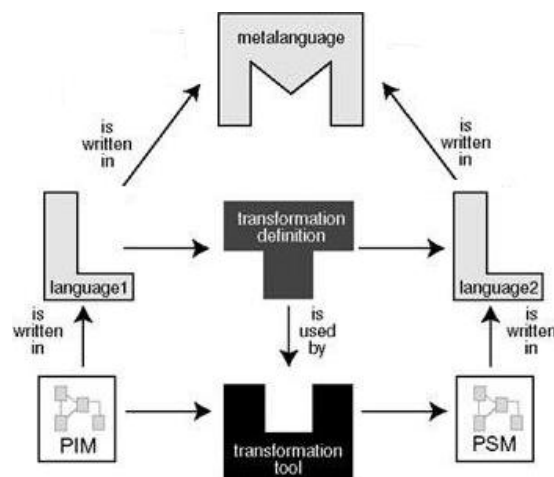 metalanguage
is
written
in
is
written
in
transformation
definition
language1
language2
is
written
in
is
used
by
is
written
in
PIM
PSM
transformation
tool